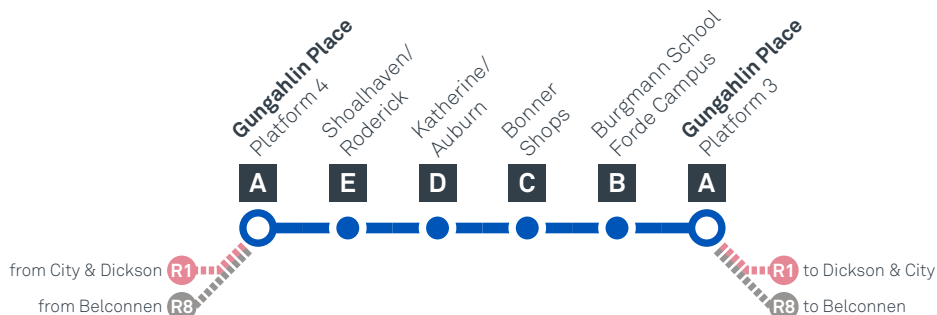 Gungahlin Place
Platform 4
Shoalhaven/
Roderick
Katherine/
Auburn
Bonner
Shops
Burgmann School
Forde Campus
Gungahlin Place
Platform 3
A
E
D
C
B
A
from City & Dickson R1
R1 to Dickson & City
from Belconnen R8
R8 to Belconnen